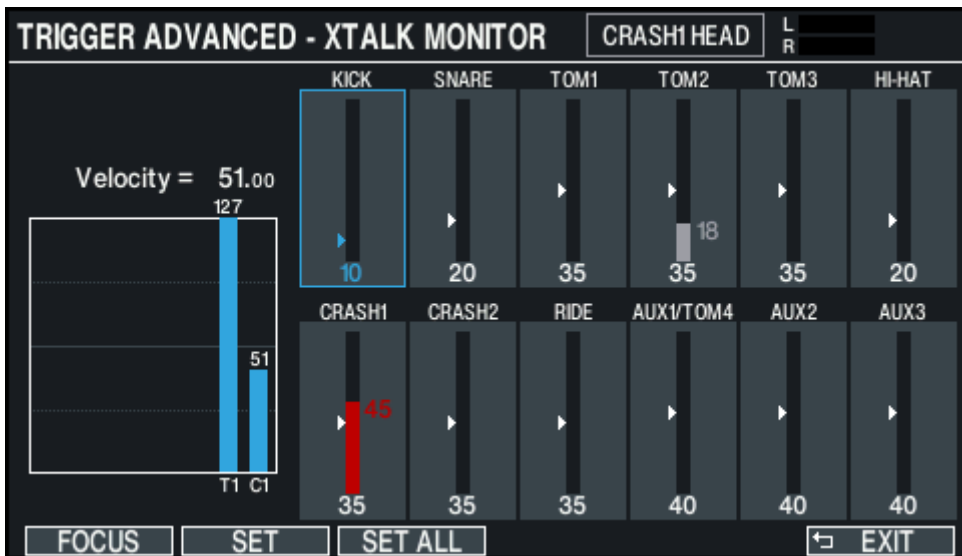 TRIGGER ADVANCED - XTALK MONITOR CRASH1 HEAD L
R
KICK SNARE TOM1 TOM2 TOM3 HI-HAT
Velocity = 51.00
127
18
10 20 35 35 35 20
CRASH1 CRASH2 RIDE AUX1/TOM4 AUX2 AUX3
51
45
T1 C1
35 35 35 40 40 40
FOCUS SET SET ALL EXIT